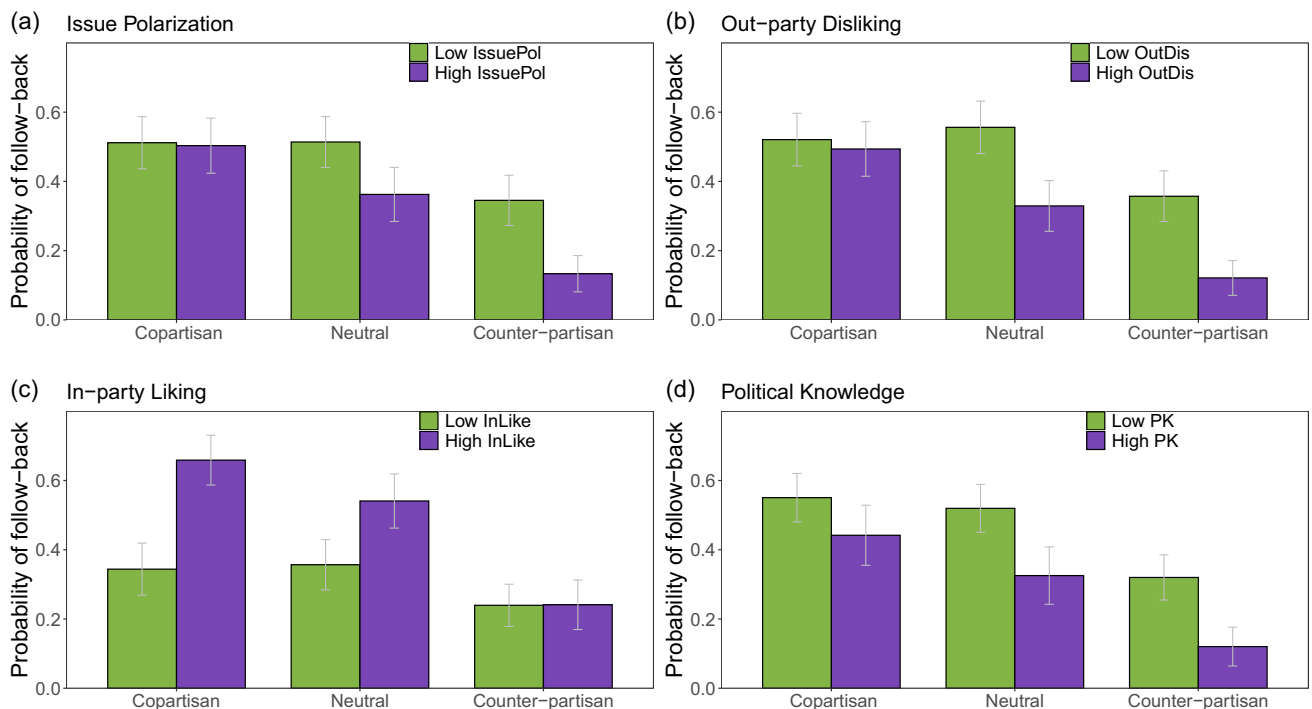 (a) Issue Polarization
Low IssuePol
High IssuePol
Probability of follow−back
0.6
0.4
0.2
0.0
Copartisan Neutral Counter−partisan
(b) Out−party Disliking
Low OutDis
High OutDis
Probability of follow−back
0.6
0.4
0.2
0.0
Copartisan Neutral Counter−partisan
(c) In−party Liking
Low InLike
High InLike
Probability of follow−back
0.6
0.4
0.2
0.0
Copartisan Neutral Counter−partisan
(d) Political Knowledge
Low PK
High PK
Probability of follow−back
0.6
0.4
0.2
0.0
Copartisan Neutral Counter−partisan